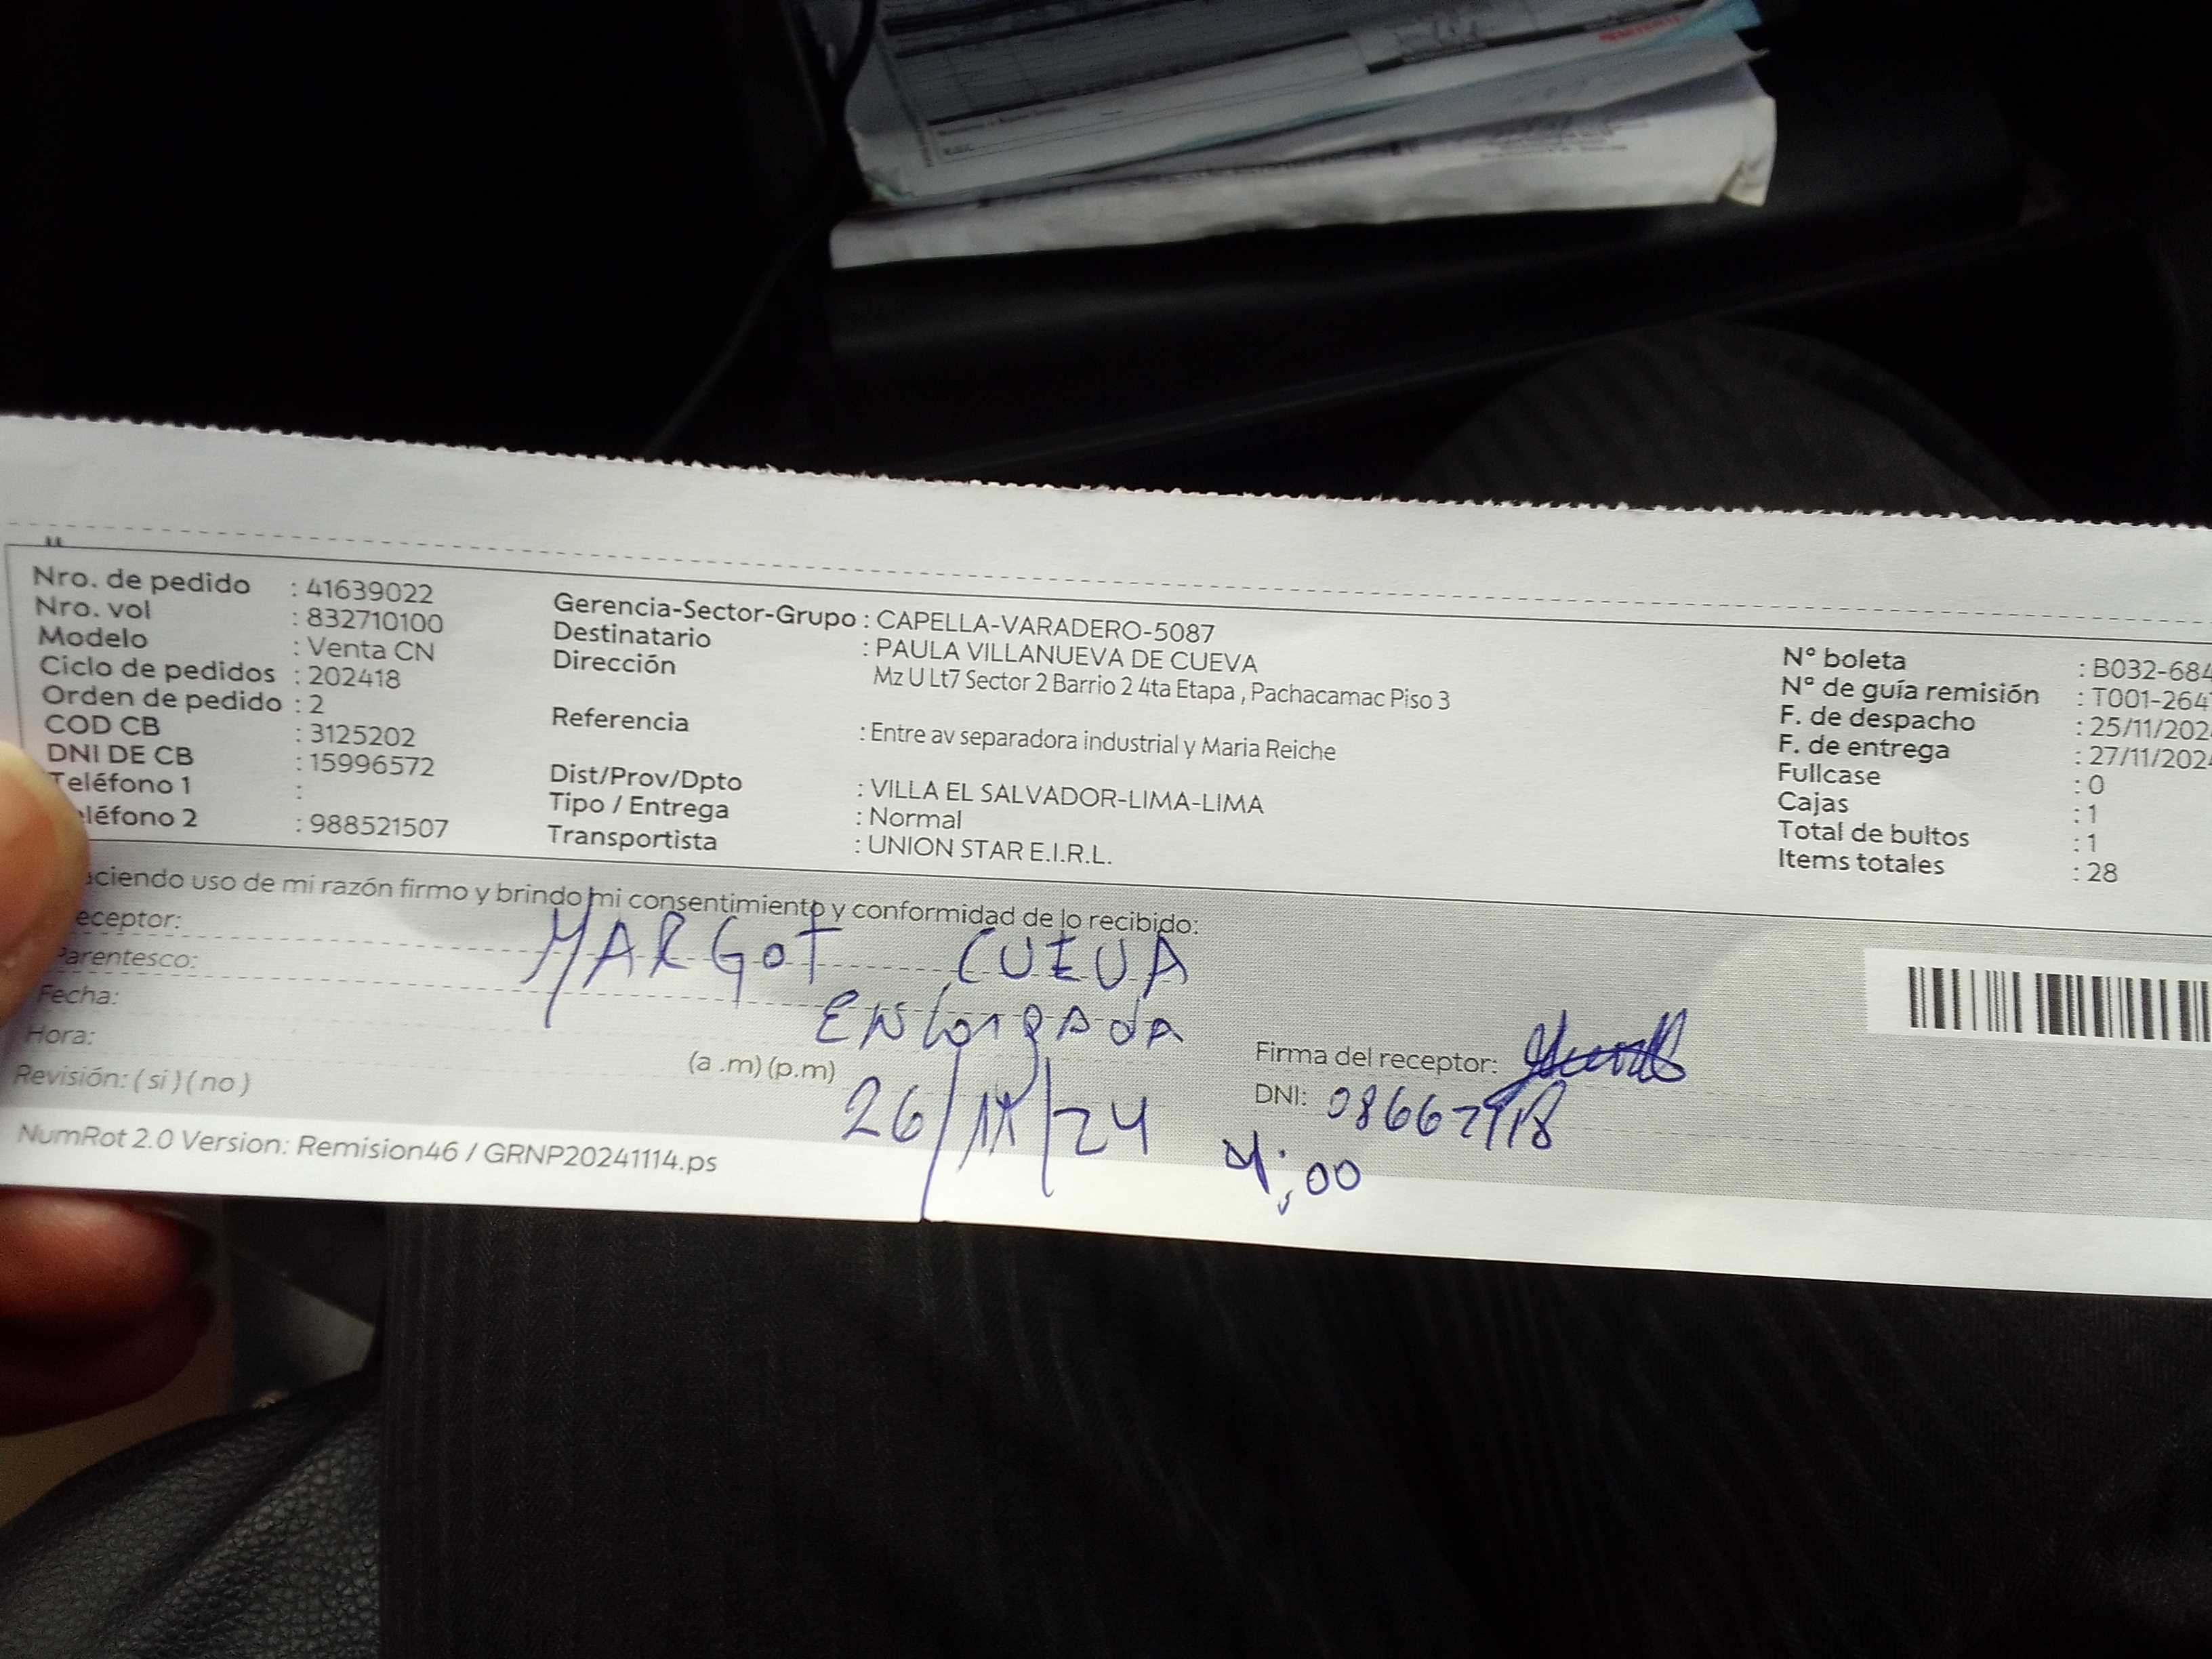 Nro. de pedido : 41639022
Nro. vol : 832710100
Modelo : Venta CN
Ciclo de pedidos : 202418
Orden de pedido : 2
COD CB : 3125202
DNI DE CB : 15996572
Teléfono 1 :
léfono 2 : 988521507
Gerencia-Sector-Grupo : CAPELLA-VARADERO-5087
Destinatario : PAULA VILLANUEVA DE CUEVA
Dirección : Mz U Lt7 Sector 2 Barrio 2 4ta Etapa , Pachacamac Piso 3
Referencia : Entre av separadora industrial y Maria Reiche
Dist/Prov/Dpto : VILLA EL SALVADOR-LIMA-LIMA
Tipo / Entrega : Normal
Transportista : UNION STAR E.I.R.L.
N° boleta : B032-684
N° de guía remisión : T001-264
F. de despacho : 25/11/202
F. de entrega : 27/11/202
Fullcase : 0
Cajas : 1
Total de bultos : 1
Items totales : 28
aciendo uso de mi razón firmo y brindo mi consentimiento y conformidad de lo recibido:
eceptor: MARGOT CUEVA
Parentesco: ENCARGADA
Fecha: 26/11/24
Hora: (a .m) (p.m) 4:00
Revisión: ( si ) ( no )
Firma del receptor:
DNI:
NumRot 2.0 Version: Remision46 / GRNP20241114.ps